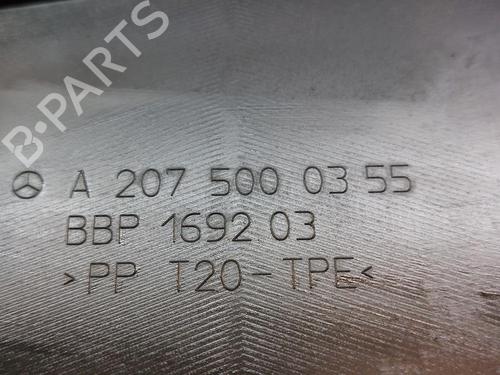 B-PARTS
A 207 500 03 55
BBP 1692 03
>PP T20-TPE<